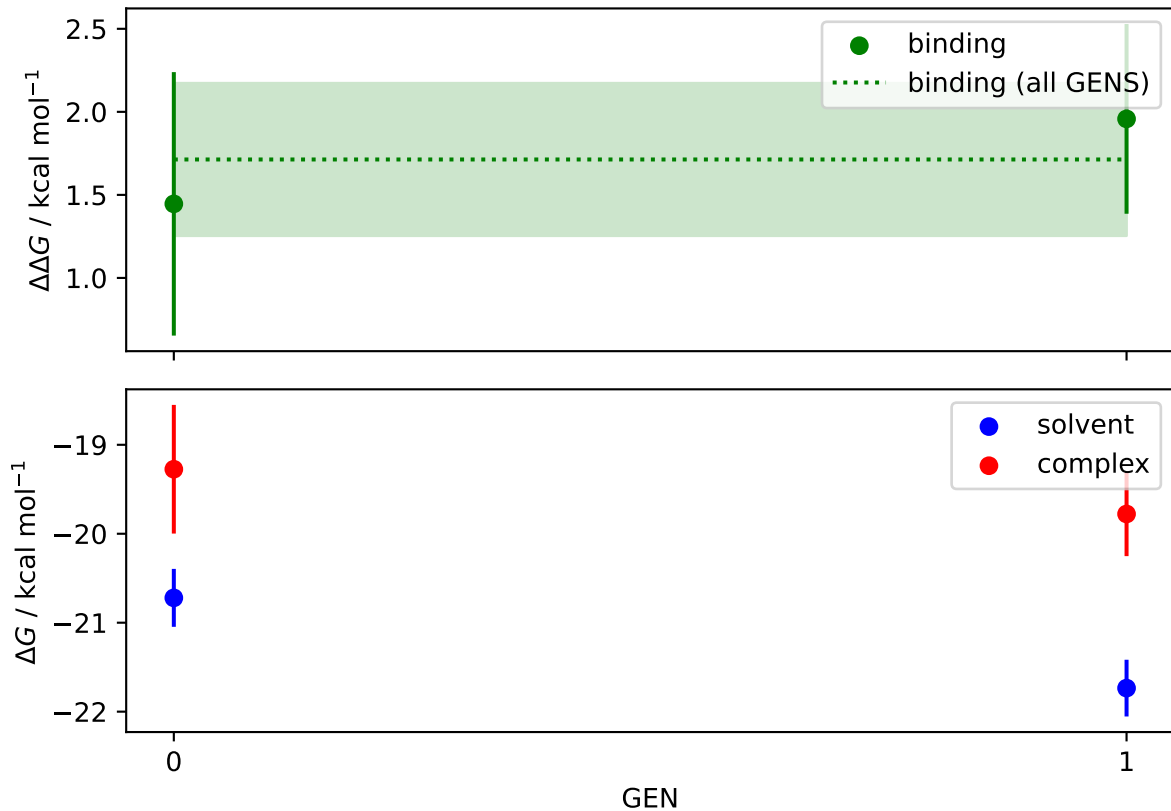 2.5
2.0
1.5
1.0
ΔΔG / kcal mol⁻¹
binding
binding (all GENS)
−19
−20
−21
−22
ΔG / kcal mol⁻¹
solvent
complex
0 1
GEN